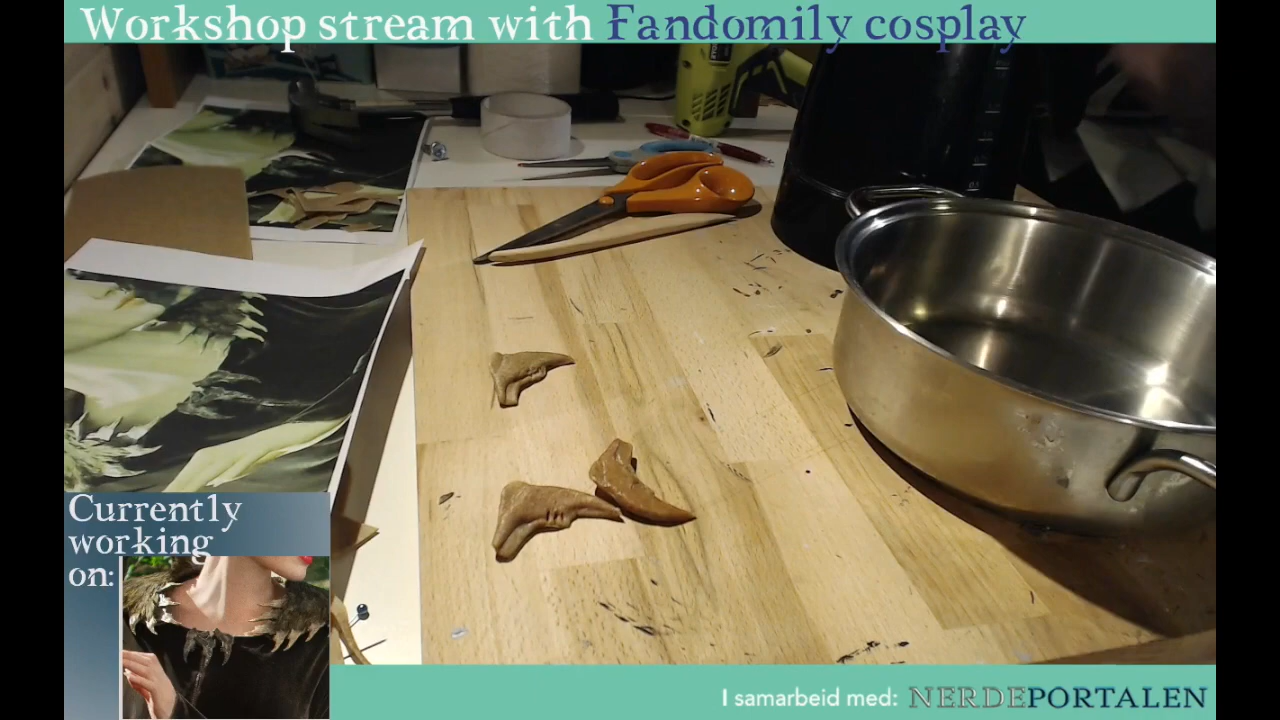 Workshop stream with Fandomily cosplay
Currently
working
on:
I samarbeid med: NERDEPORTALEN